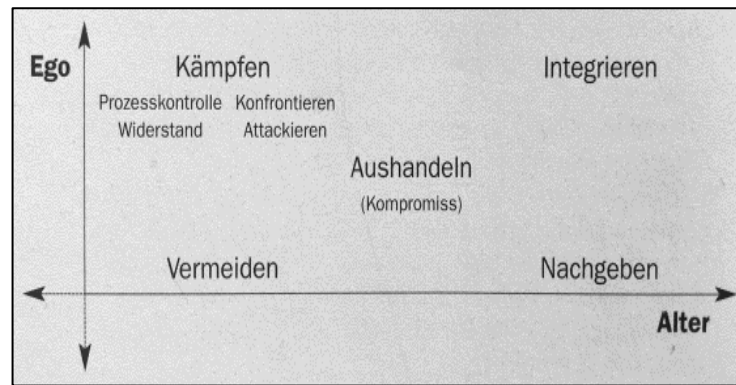 Ego
Kämpfen
Integrieren
Prozesskontrolle Konfrontieren
Widerstand Attackieren
Aushandeln
(Kompromiss)
Vermeiden
Nachgeben
Alter